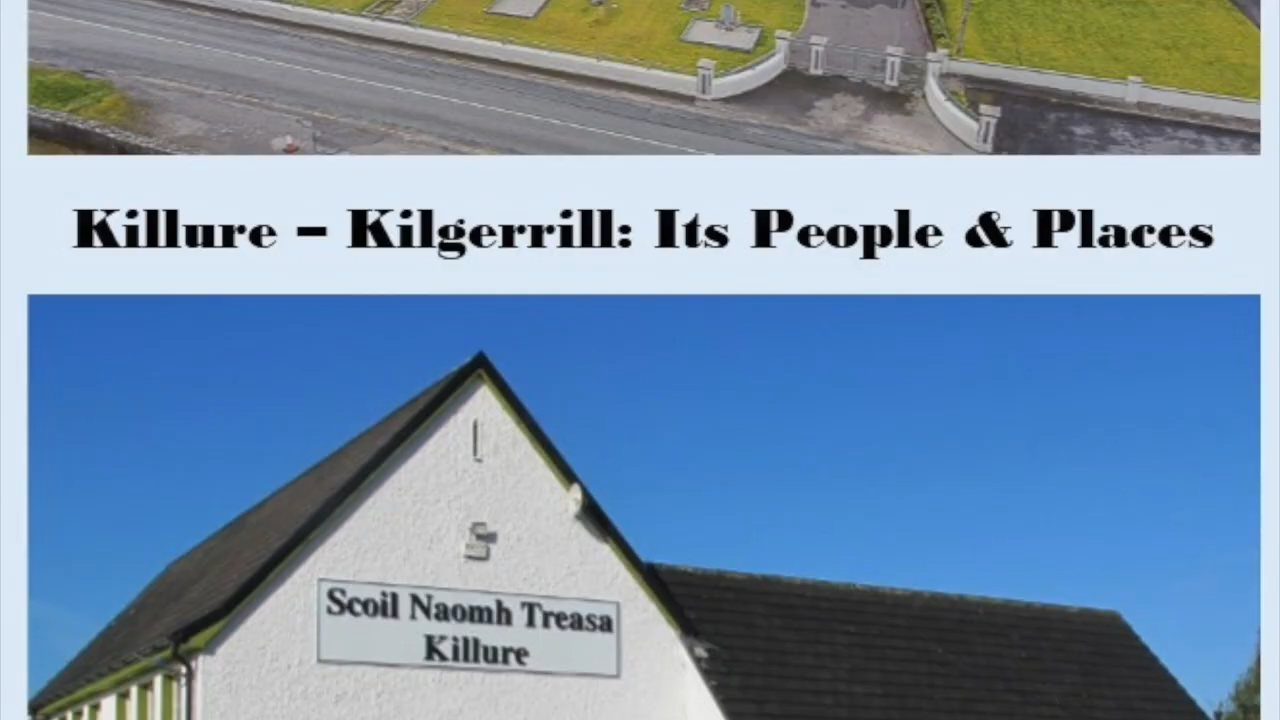 Killure – Kilgerrill: Its People & Places
Scoil Naomh Treasa
Killure